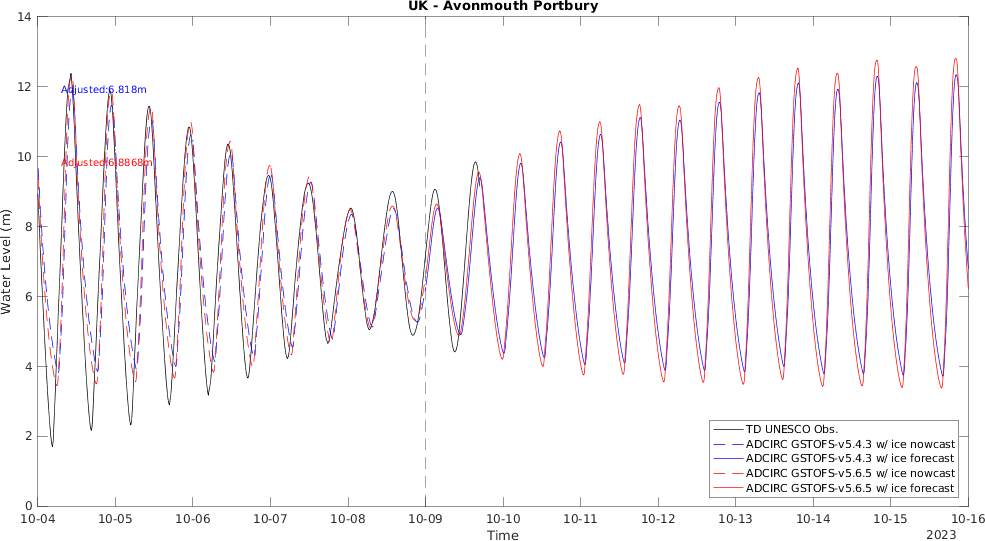 UK - Avonmouth Portbury
14
12
10
8
6
4
2
0
Water Level (m)
Adjusted:6.818m
Adjusted:6.8868m
TD UNESCO Obs.
ADCIRC GSTOFS-v5.4.3 w/ ice nowcast
ADCIRC GSTOFS-v5.4.3 w/ ice forecast
ADCIRC GSTOFS-v5.6.5 w/ ice nowcast
ADCIRC GSTOFS-v5.6.5 w/ ice forecast
10-04 10-05 10-06 10-07 10-08 10-09 10-10 10-11 10-12 10-13 10-14 10-15 10-16
Time
2023